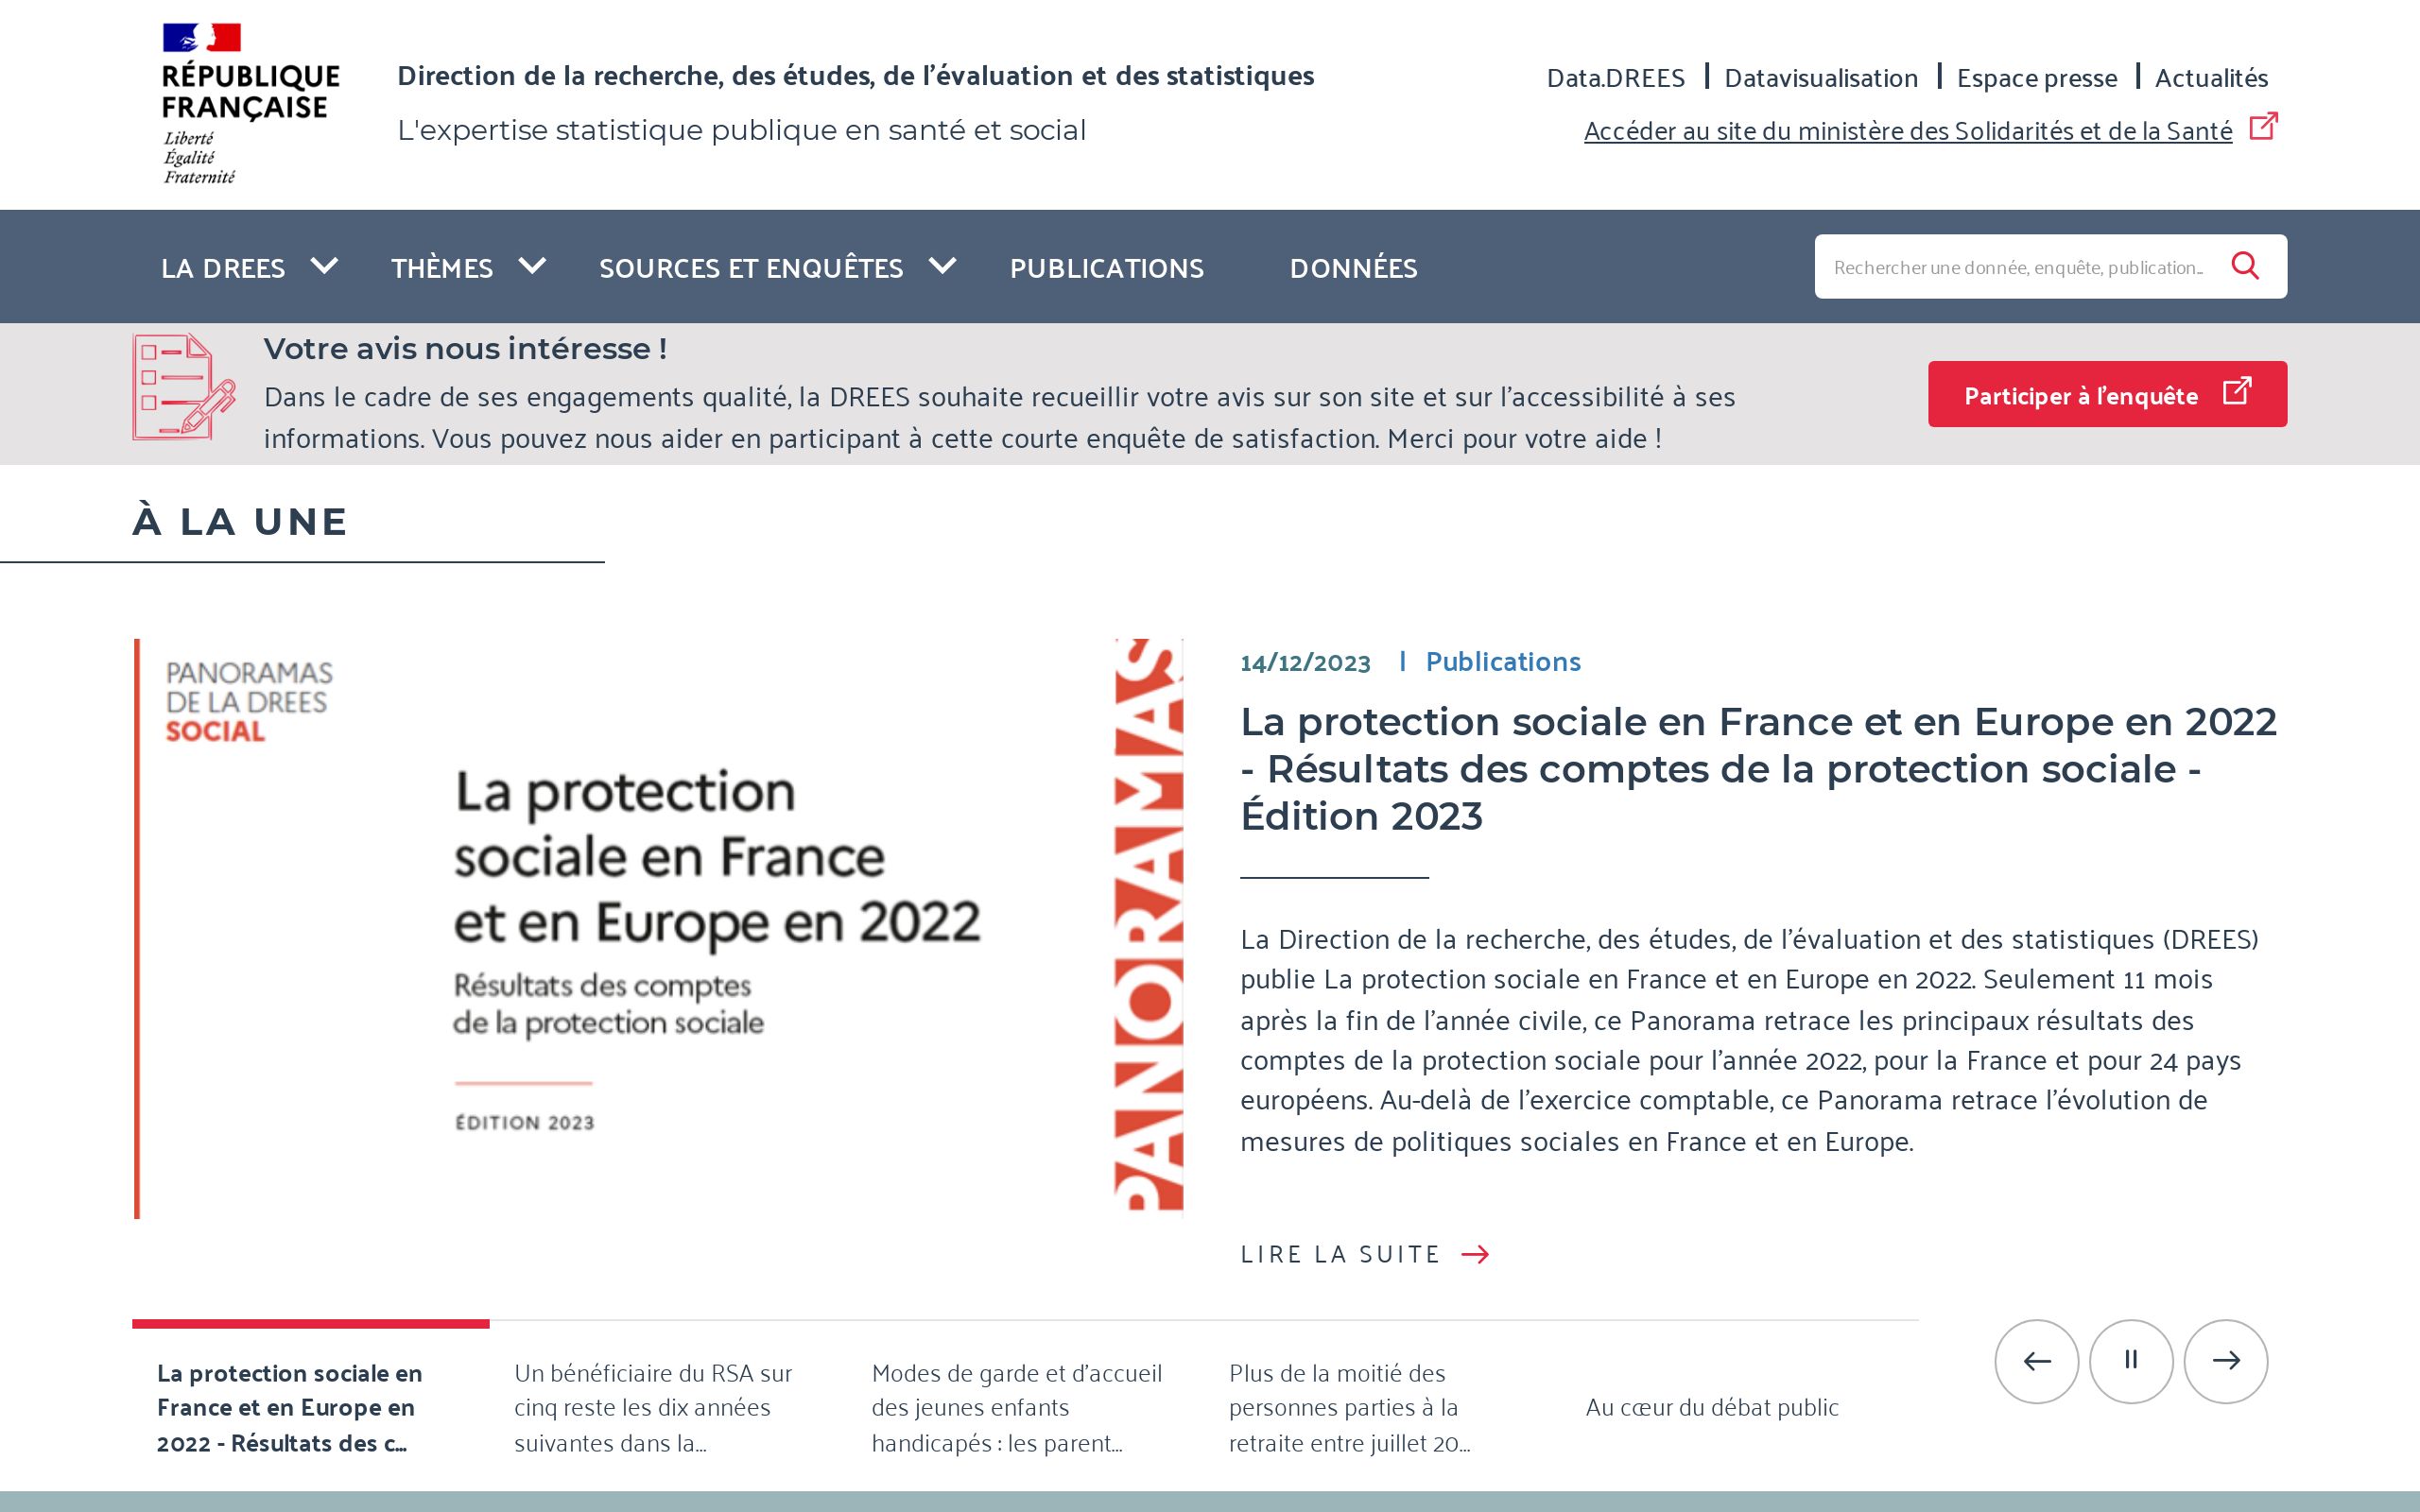 RÉPUBLIQUE
FRANÇAISE
Liberté
Égalité
Fraternité
Direction de la recherche, des études, de l'évaluation et des statistiques
L'expertise statistique publique en santé et social
Data.DREES | Datavisualisation | Espace presse | Actualités
Accéder au site du ministère des Solidarités et de la Santé
LA DREES THÈMES SOURCES ET ENQUÊTES PUBLICATIONS DONNÉES
Rechercher une donnée, enquête, publication...
Votre avis nous intéresse !
Dans le cadre de ses engagements qualité, la DREES souhaite recueillir votre avis sur son site et sur l'accessibilité à ses
informations. Vous pouvez nous aider en participant à cette courte enquête de satisfaction. Merci pour votre aide !
Participer à l'enquête
À LA UNE
PANORAMAS
DE LA DREES
SOCIAL
La protection
sociale en France
et en Europe en 2022
Résultats des comptes
de la protection sociale
ÉDITION 2023
PANORAMAS
14/12/2023 | Publications
La protection sociale en France et en Europe en 2022
- Résultats des comptes de la protection sociale -
Édition 2023
La Direction de la recherche, des études, de l'évaluation et des statistiques (DREES)
publie La protection sociale en France et en Europe en 2022. Seulement 11 mois
après la fin de l'année civile, ce Panorama retrace les principaux résultats des
comptes de la protection sociale pour l'année 2022, pour la France et pour 24 pays
européens. Au-delà de l'exercice comptable, ce Panorama retrace l'évolution de
mesures de politiques sociales en France et en Europe.
LIRE LA SUITE
La protection sociale en
France et en Europe en
2022 - Résultats des c...
Un bénéficiaire du RSA sur
cinq reste les dix années
suivantes dans la...
Modes de garde et d'accueil
des jeunes enfants
handicapés : les parent...
Plus de la moitié des
personnes parties à la
retraite entre juillet 20...
Au cœur du débat public